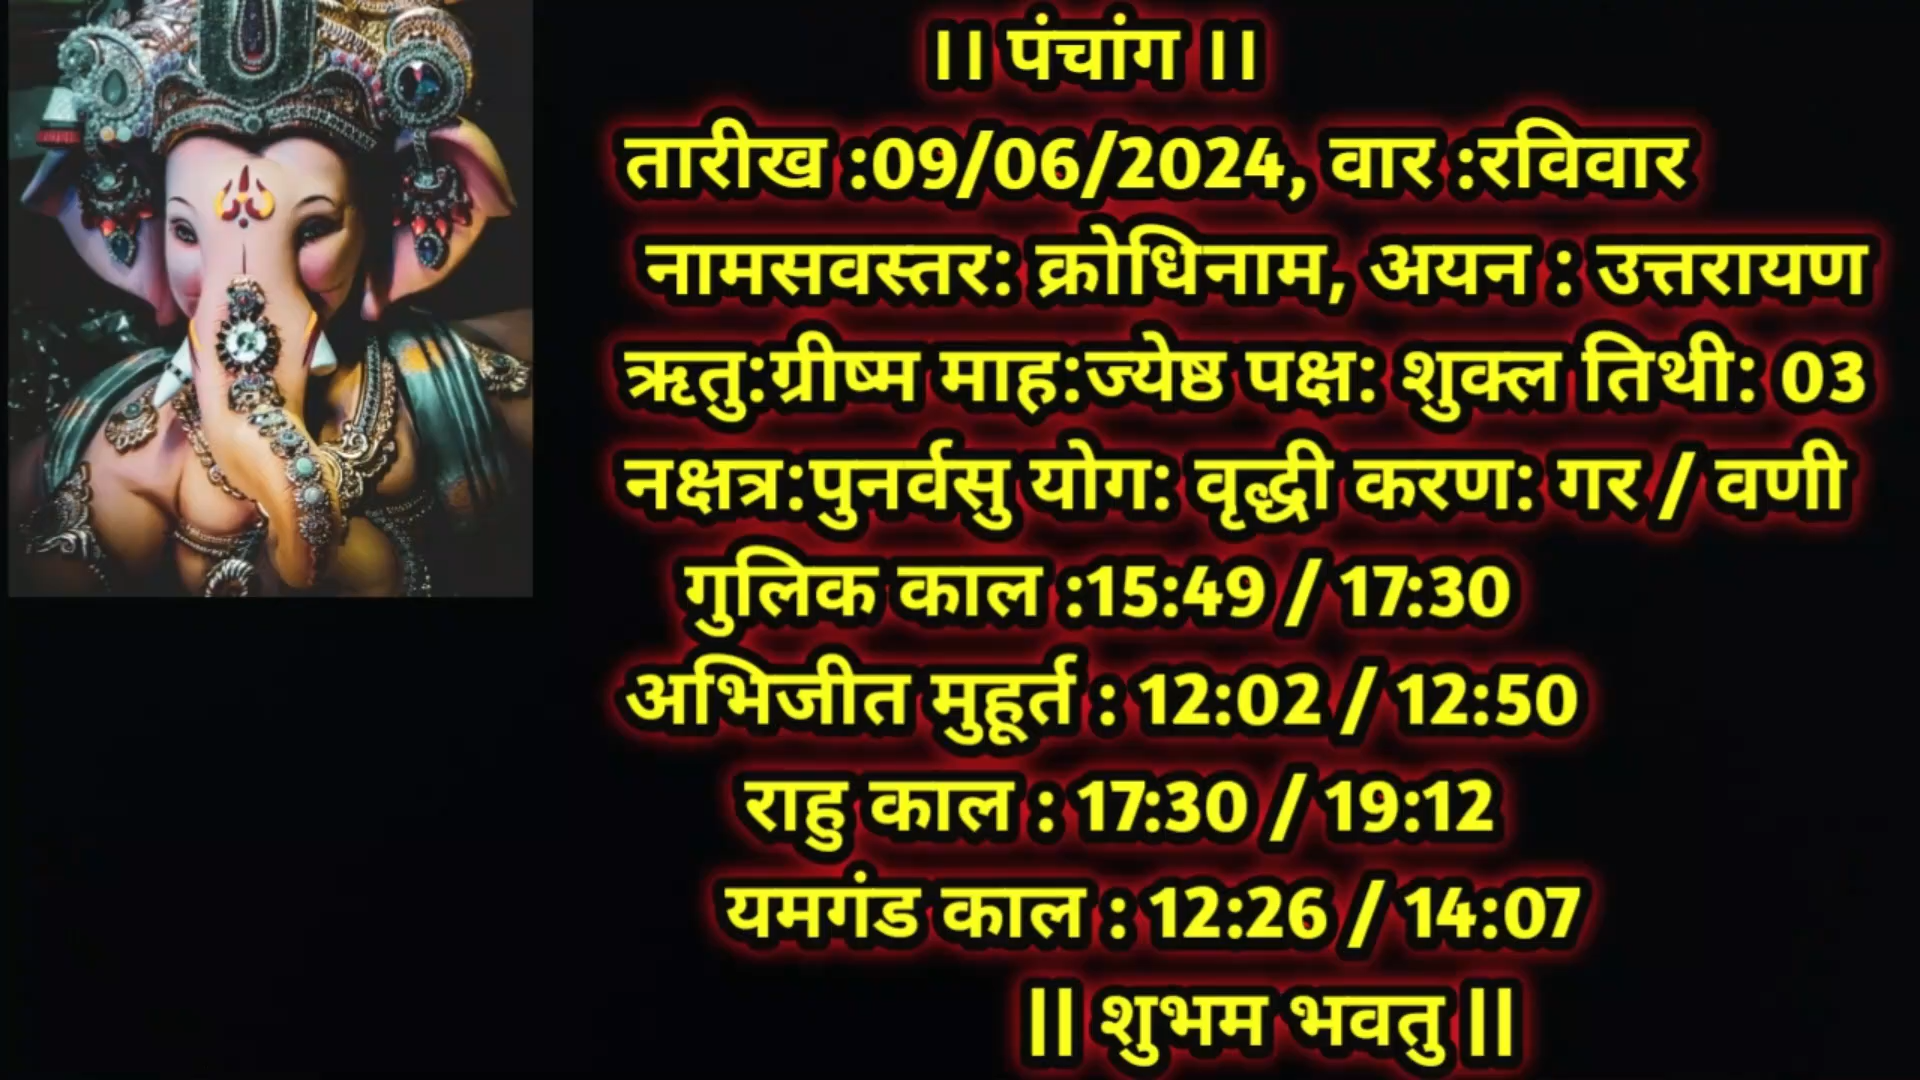 ।। पंचांग ।।
तारीख :09/06/2024, वार :रविवार
नामसवस्तर: क्रोधिनाम, अयन : उत्तरायण
ऋतु:ग्रीष्म माह:ज्येष्ठ पक्ष: शुक्ल तिथी: 03
नक्षत्र:पुनर्वसु योग: वृद्धी करण: गर / वणी
गुलिक काल :15:49 / 17:30
अभिजीत मुहूर्त : 12:02 / 12:50
राहु काल : 17:30 / 19:12
यमगंड काल : 12:26 / 14:07
|| शुभम भवतु ||